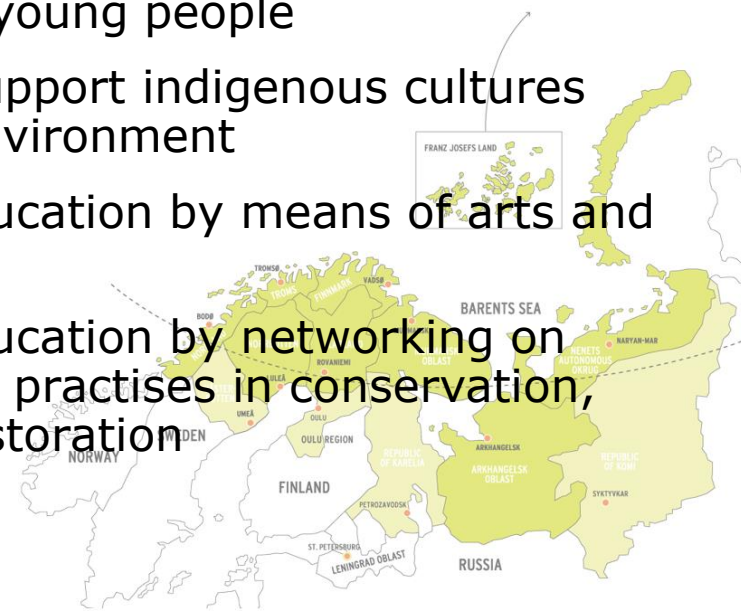 young people
upport indigenous cultures
vironment
ucation by means of arts and
ucation by networking on
practises in conservation,
storation
FRANZ JOSEFS LAND
TROMSØ
VADSØ
TROMS
FINNMARK
BODØ
BARENTS SEA
OBLAST
NARYAN-MAR
NENETS
AUTONOMOUS
OKRUG
ROVANIEMI
LULEÅ
UMEÅ
OULU
SWEDEN
OULU REGION
NORWAY
REPUBLIC
OF KARELIA
ARKHANGELSK
ARKHANGELSK
OBLAST
REPUBLIC
OF KOMI
FINLAND
SYKTYVKAR
PETROZAVODSK
ST. PETERSBURG
LENINGRAD OBLAST
RUSSIA